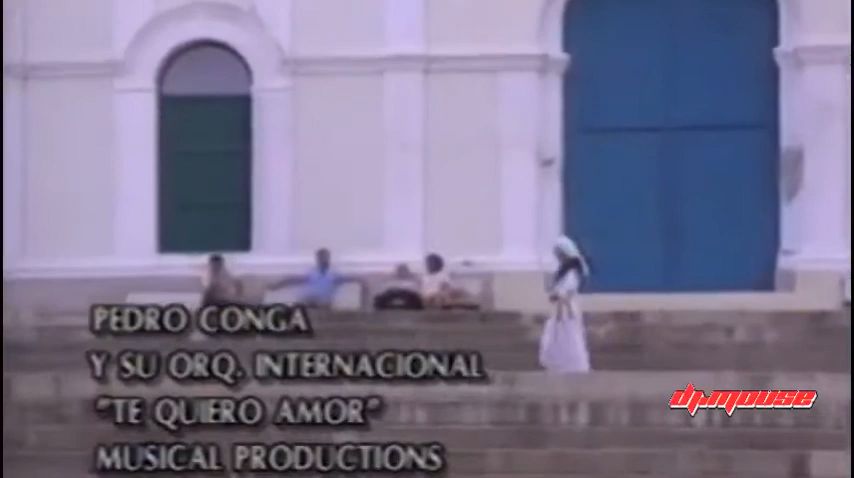 PEDRO CONGA
Y SU ORQ. INTERNACIONAL
"TE QUIERO AMOR"
MUSICAL PRODUCTIONS
DJ.MOUSE